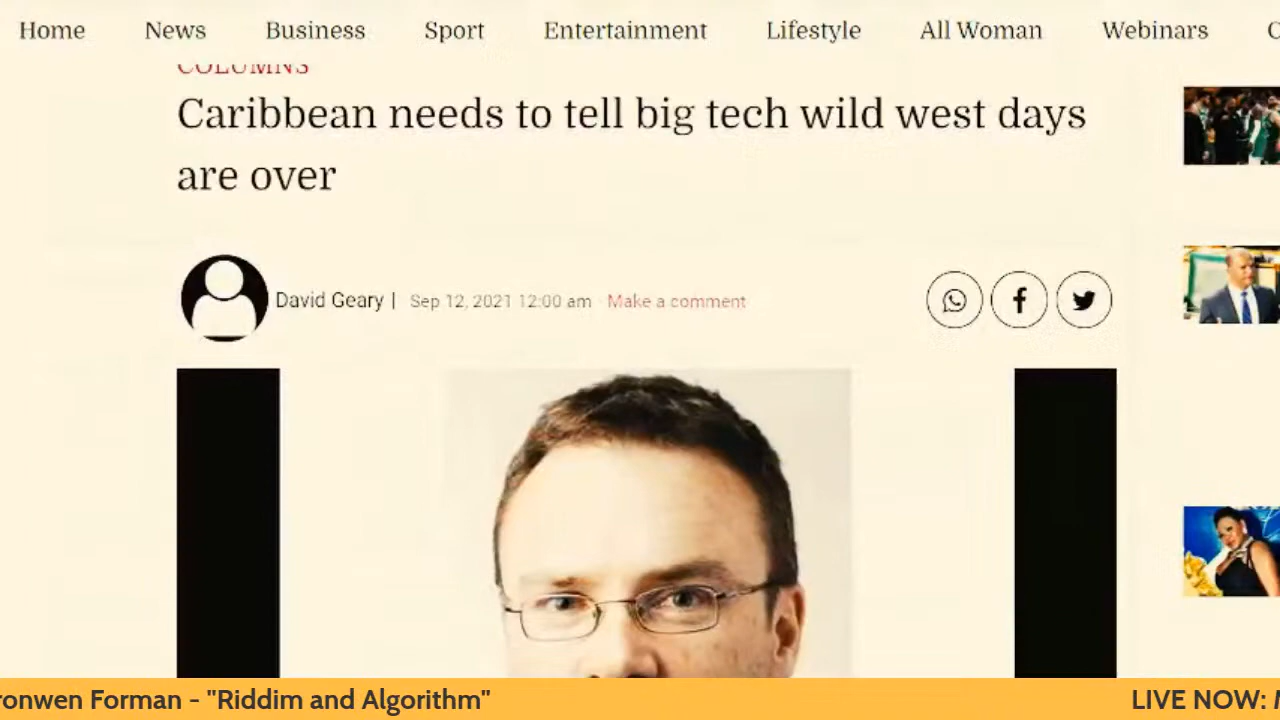 Home News Business Sport Entertainment Lifestyle All Woman Webinars
COLUMNS
Caribbean needs to tell big tech wild west days
are over
David Geary | Sep 12, 2021 12:00 am Make a comment
ronwen Forman - "Riddim and Algorithm" LIVE NOW: